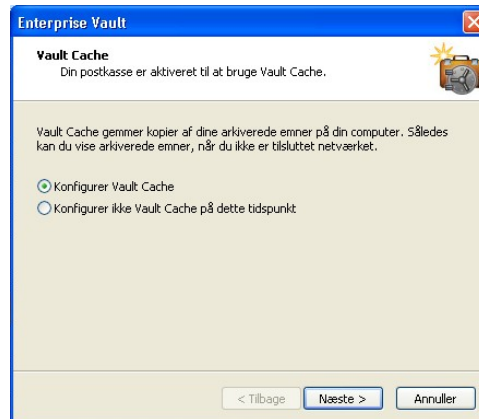 Enterprise Vault
Vault Cache
Din postkasse er aktiveret til at bruge Vault Cache.
Vault Cache gemmer kopier af dine arkiverede emner på din computer. Således
kan du vise arkiverede emner, når du ikke er tilsluttet netværket.
Konfigurer Vault Cache
Konfigurer ikke Vault Cache på dette tidspunkt
< Tilbage Næste > Annuller